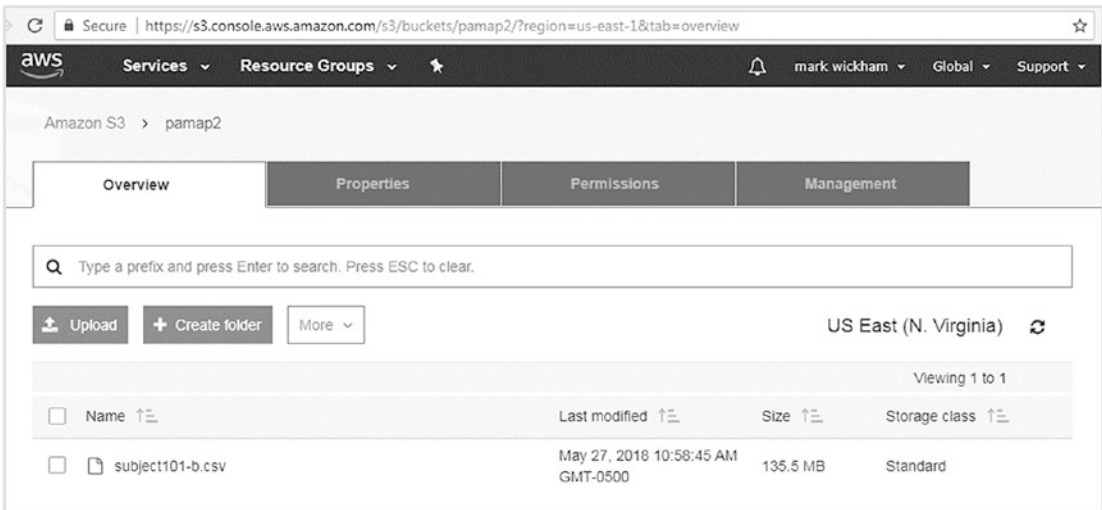 Secure | https://s3.console.aws.amazon.com/s3/buckets/pamap2/?region=us-east-1&tab=overview
aws Services Resource Groups mark wickham Global Support
Amazon S3 > pamap2
Overview Properties Permissions Management
Type a prefix and press Enter to search. Press ESC to clear.
Upload + Create folder More US East (N. Virginia)
Viewing 1 to 1
Name Last modified Size Storage class
subject101-b.csv May 27, 2018 10:58:45 AM 135.5 MB Standard
GMT-0500